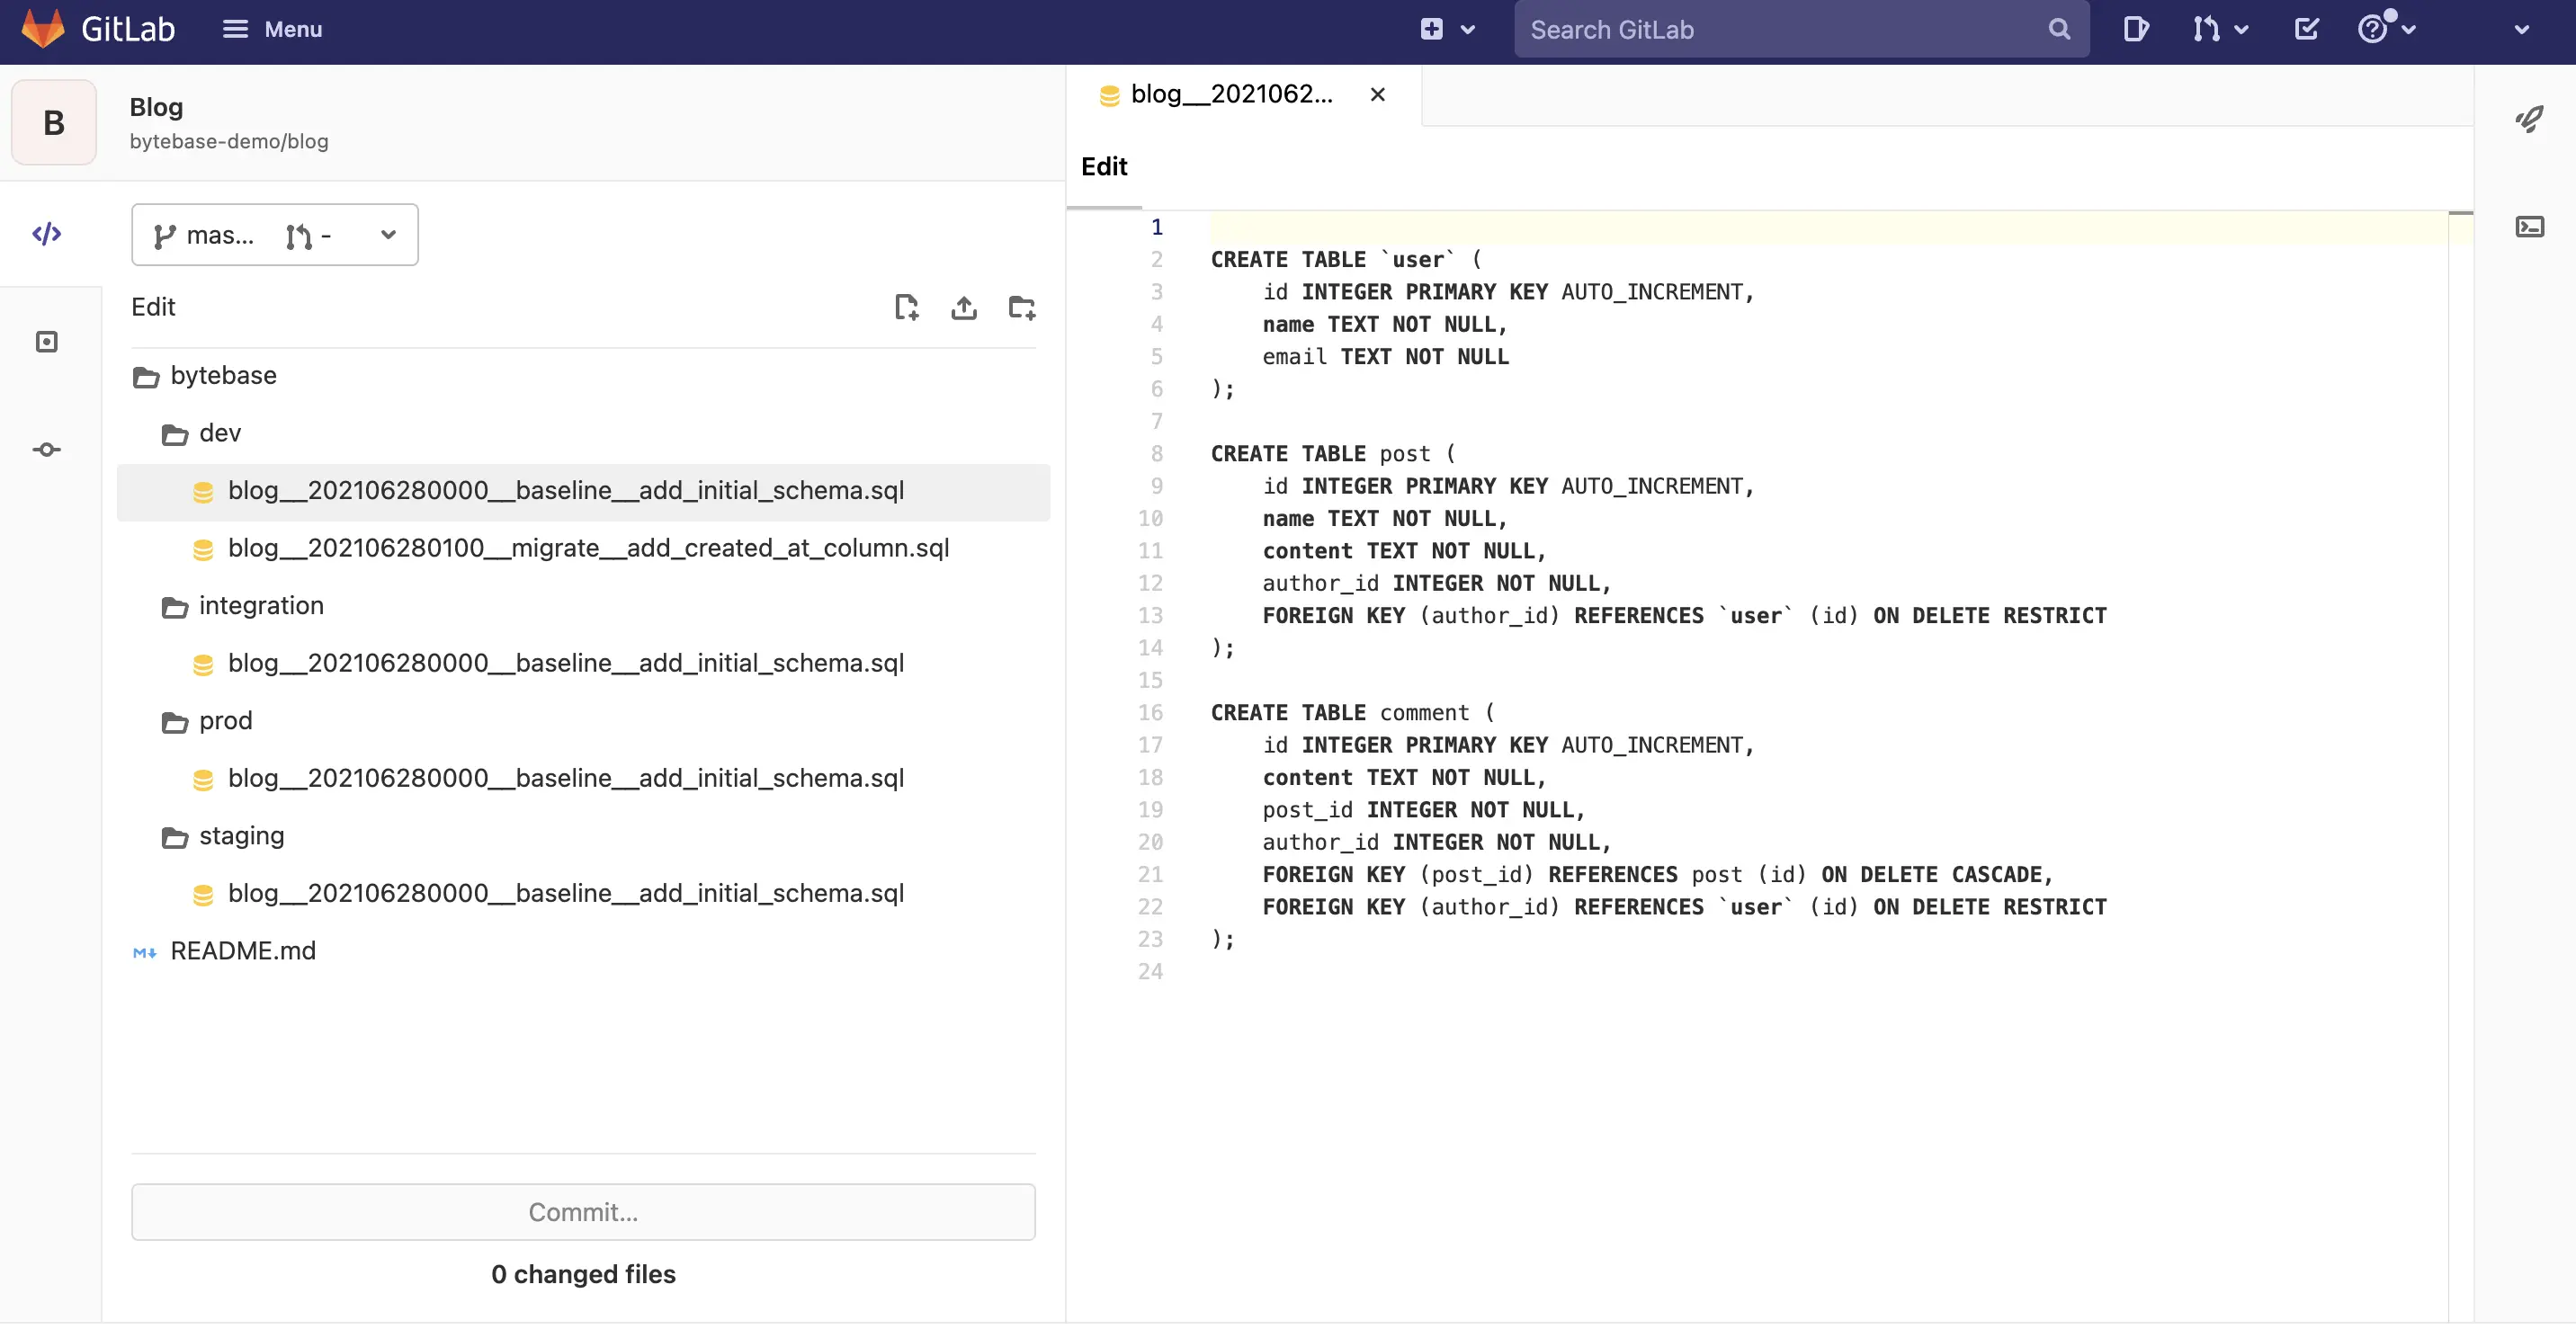 GitLab
Menu
Search GitLab
B
Blog
bytebase-demo/blog
mas...
-
Edit
bytebase
dev
blog__202106280000__baseline__add_initial_schema.sql
blog__202106280100__migrate__add_created_at_column.sql
integration
blog__202106280000__baseline__add_initial_schema.sql
prod
blog__202106280000__baseline__add_initial_schema.sql
staging
blog__202106280000__baseline__add_initial_schema.sql
README.md
Commit...
0 changed files
blog__2021062...
Edit
1
2 CREATE TABLE `user` (
3 id INTEGER PRIMARY KEY AUTO_INCREMENT,
4 name TEXT NOT NULL,
5 email TEXT NOT NULL
6 );
7
8 CREATE TABLE post (
9 id INTEGER PRIMARY KEY AUTO_INCREMENT,
10 name TEXT NOT NULL,
11 content TEXT NOT NULL,
12 author_id INTEGER NOT NULL,
13 FOREIGN KEY (author_id) REFERENCES `user` (id) ON DELETE RESTRICT
14 );
15
16 CREATE TABLE comment (
17 id INTEGER PRIMARY KEY AUTO_INCREMENT,
18 content TEXT NOT NULL,
19 post_id INTEGER NOT NULL,
20 author_id INTEGER NOT NULL,
21 FOREIGN KEY (post_id) REFERENCES post (id) ON DELETE CASCADE,
22 FOREIGN KEY (author_id) REFERENCES `user` (id) ON DELETE RESTRICT
23 );
24